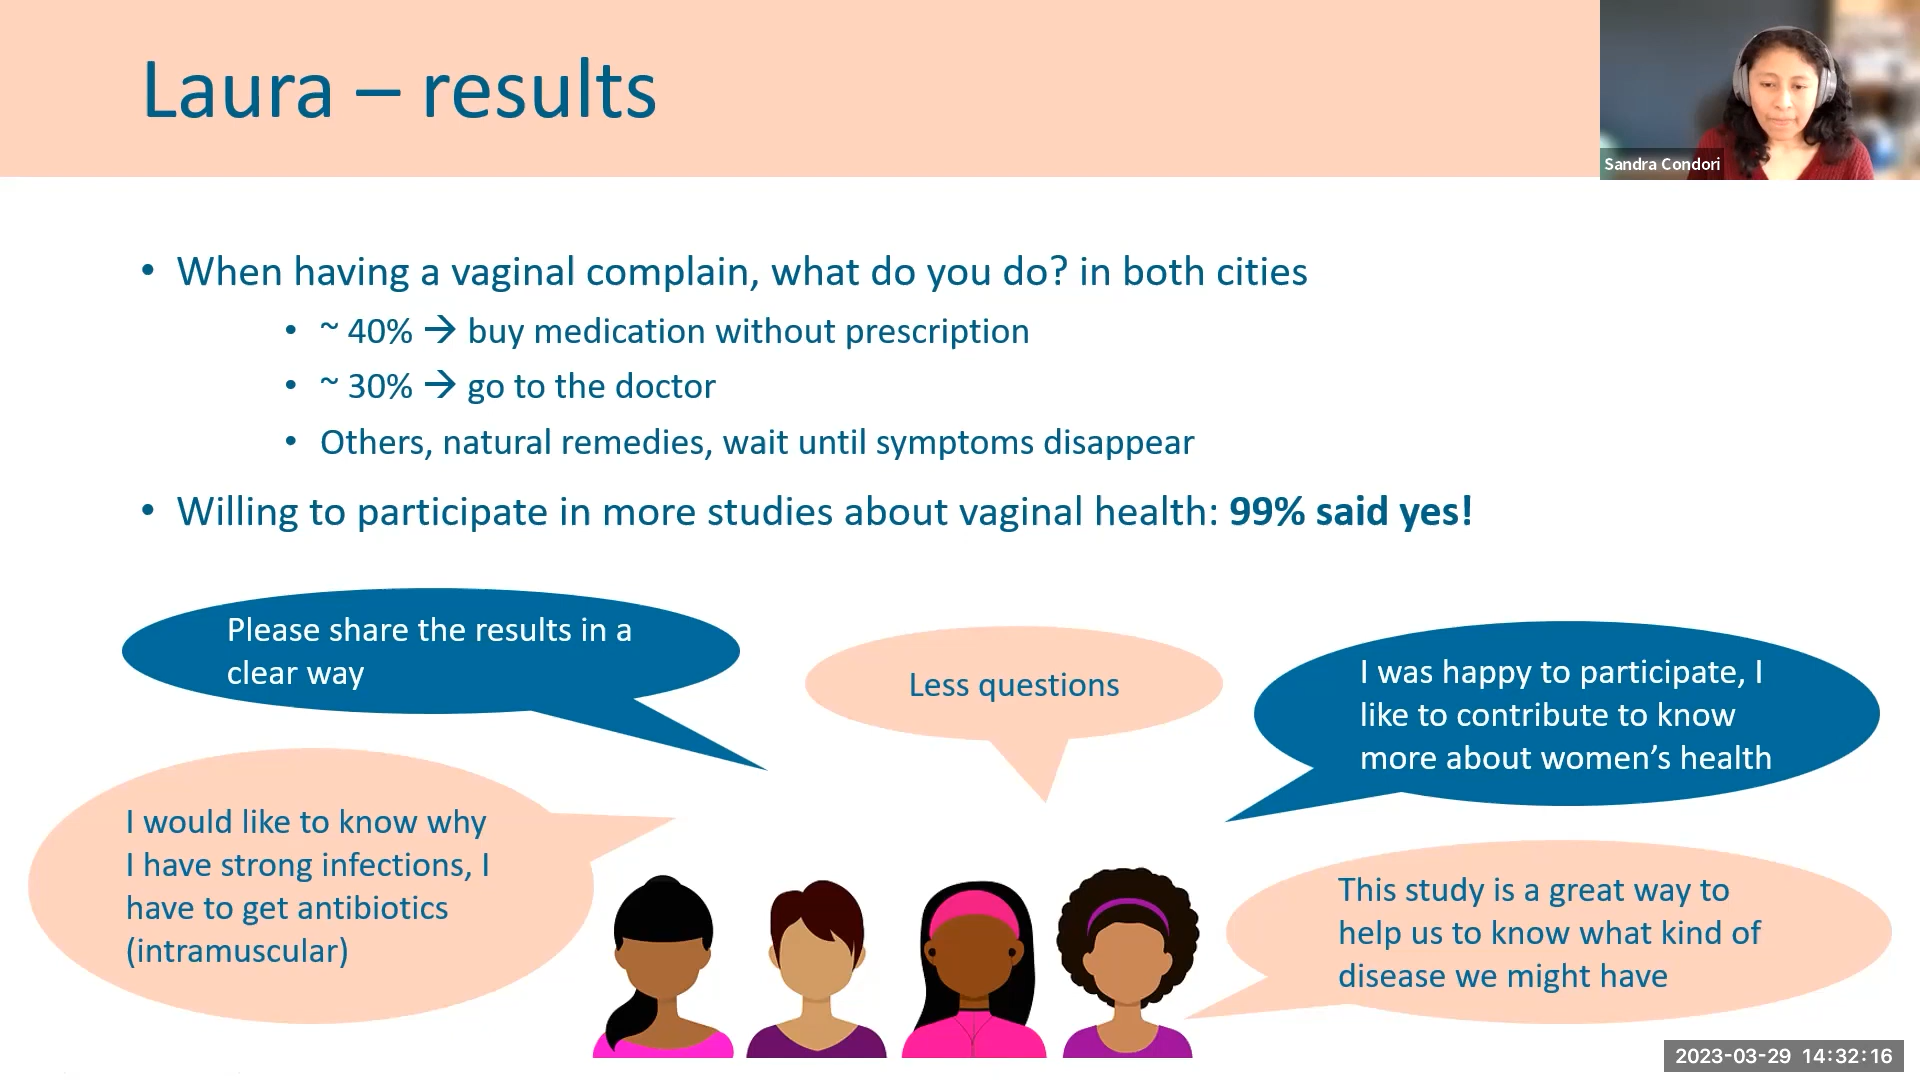 Laura – results
Sandra Condori
• When having a vaginal complain, what do you do? in both cities
• ~ 40% → buy medication without prescription
• ~ 30% → go to the doctor
• Others, natural remedies, wait until symptoms disappear
• Willing to participate in more studies about vaginal health: 99% said yes!
Please share the results in a
clear way
Less questions
I was happy to participate, I
like to contribute to know
more about women’s health
I would like to know why
I have strong infections, I
have to get antibiotics
(intramuscular)
This study is a great way to
help us to know what kind of
disease we might have
2023-03-29 14:32:16